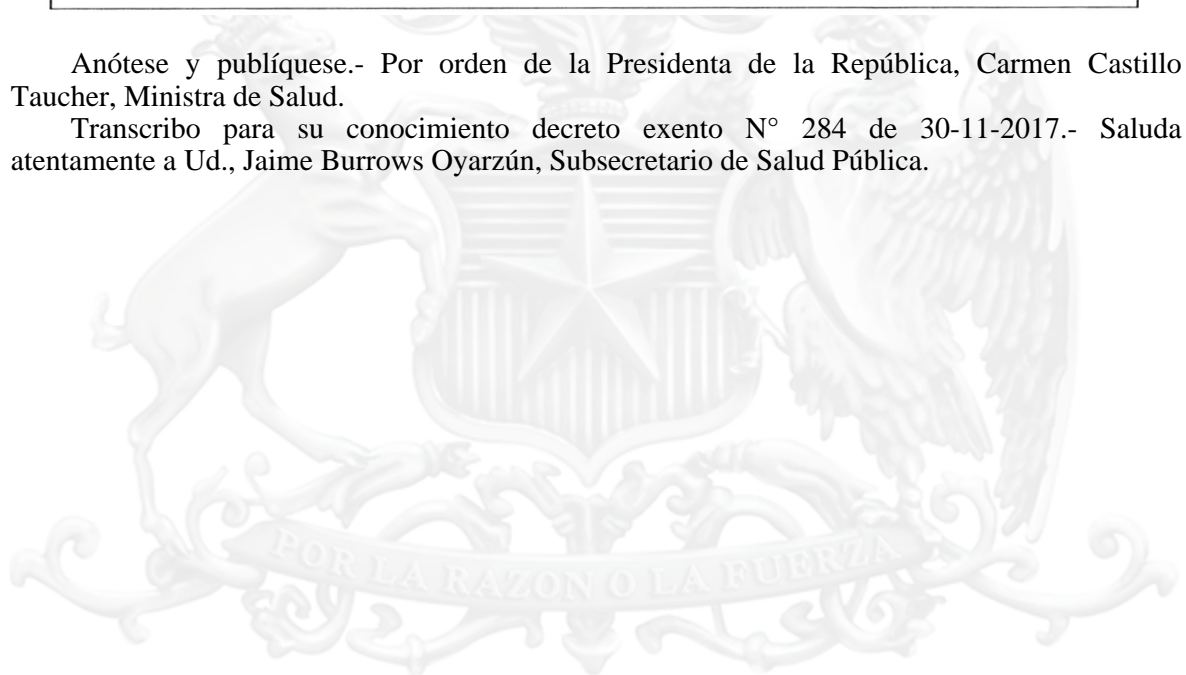 Anótese y publíquese.- Por orden de la Presidenta de la República, Carmen Castillo
Taucher, Ministra de Salud.
Transcribo para su conocimiento decreto exento N° 284 de 30-11-2017.- Saluda
atentamente a Ud., Jaime Burrows Oyarzún, Subsecretario de Salud Pública.
POR LA RAZON O LA FUERZA